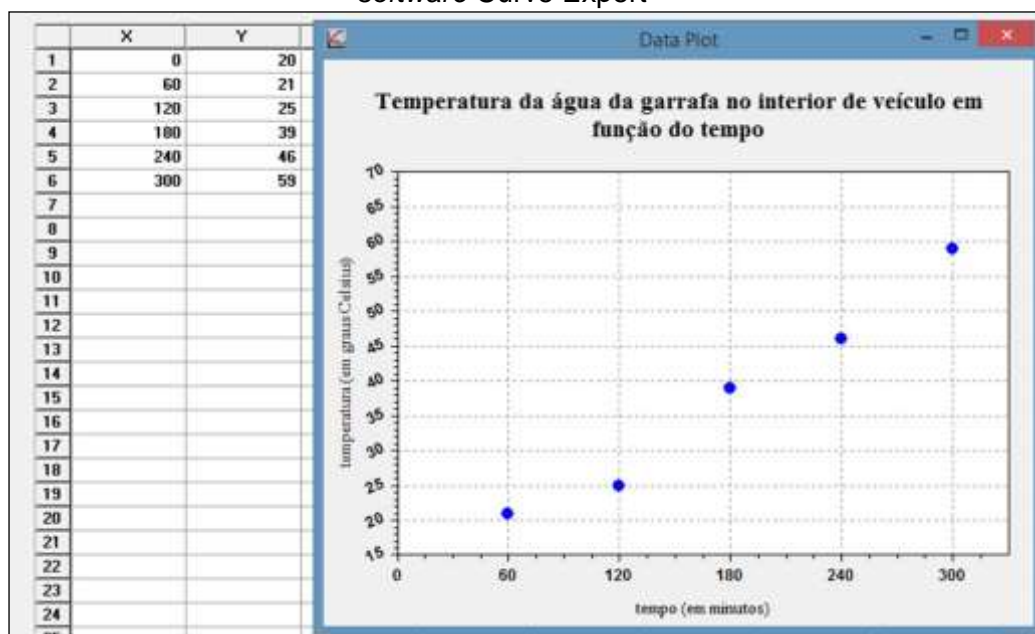 software Curve Expert
X Y
1 0 20
2 60 21
3 120 25
4 180 39
5 240 46
6 300 59
7
8
9
10
11
12
13
14
15
16
17
18
19
20
21
22
23
24
Data Plot
Temperatura da água da garrafa no interior de veículo em
função do tempo
temperatura (em graus Celsius)
70
65
60
55
50
45
40
35
30
25
20
15
0 60 120 180 240 300
tempo (em minutos)